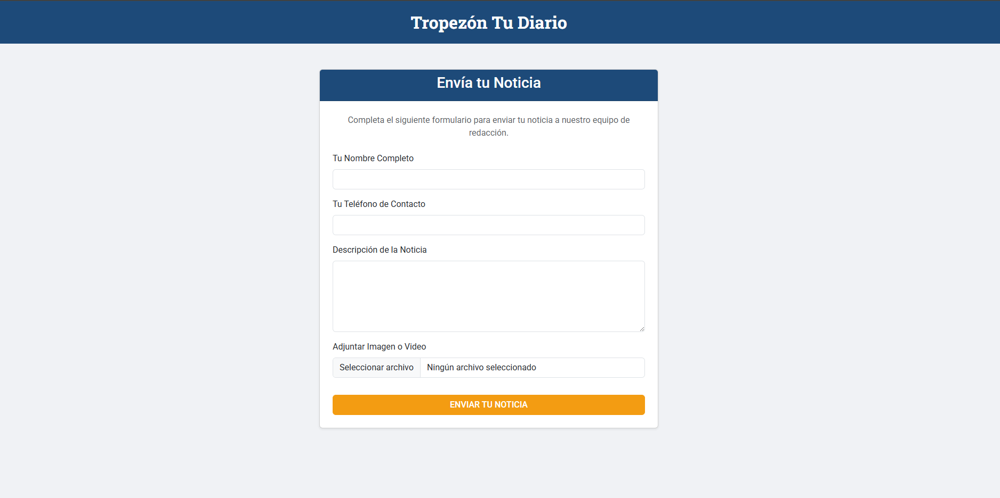 Tropezón Tu Diario
Envía tu Noticia
Completa el siguiente formulario para enviar tu noticia a nuestro equipo de
redacción.
Tu Nombre Completo
Tu Teléfono de Contacto
Descripción de la Noticia
Adjuntar Imagen o Video
Seleccionar archivo Ningún archivo seleccionado
ENVIAR TU NOTICIA